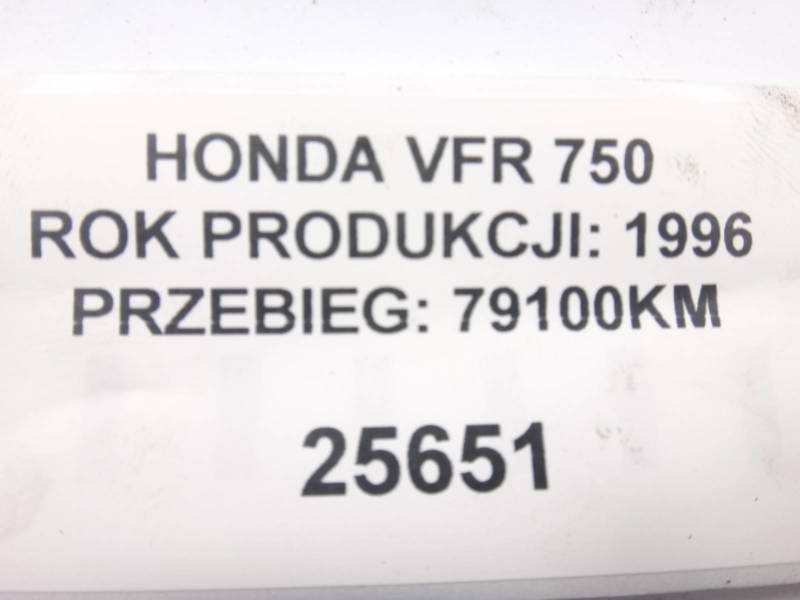 HONDA VFR 750
ROK PRODUKCJI: 1996
PRZEBIEG: 79100KM
25651